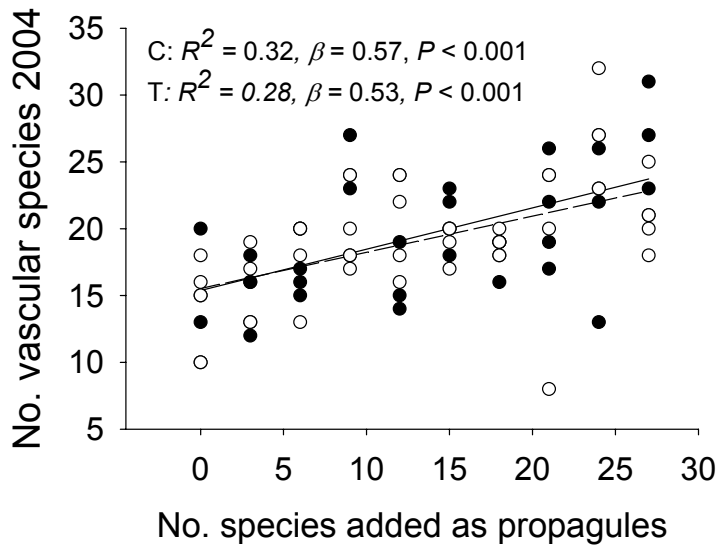 No. vascular species 2004
35
30
25
20
15
10
5
C: R² = 0.32, β = 0.57, P < 0.001
T: R² = 0.28, β = 0.53, P < 0.001
0 5 10 15 20 25 30
No. species added as propagules